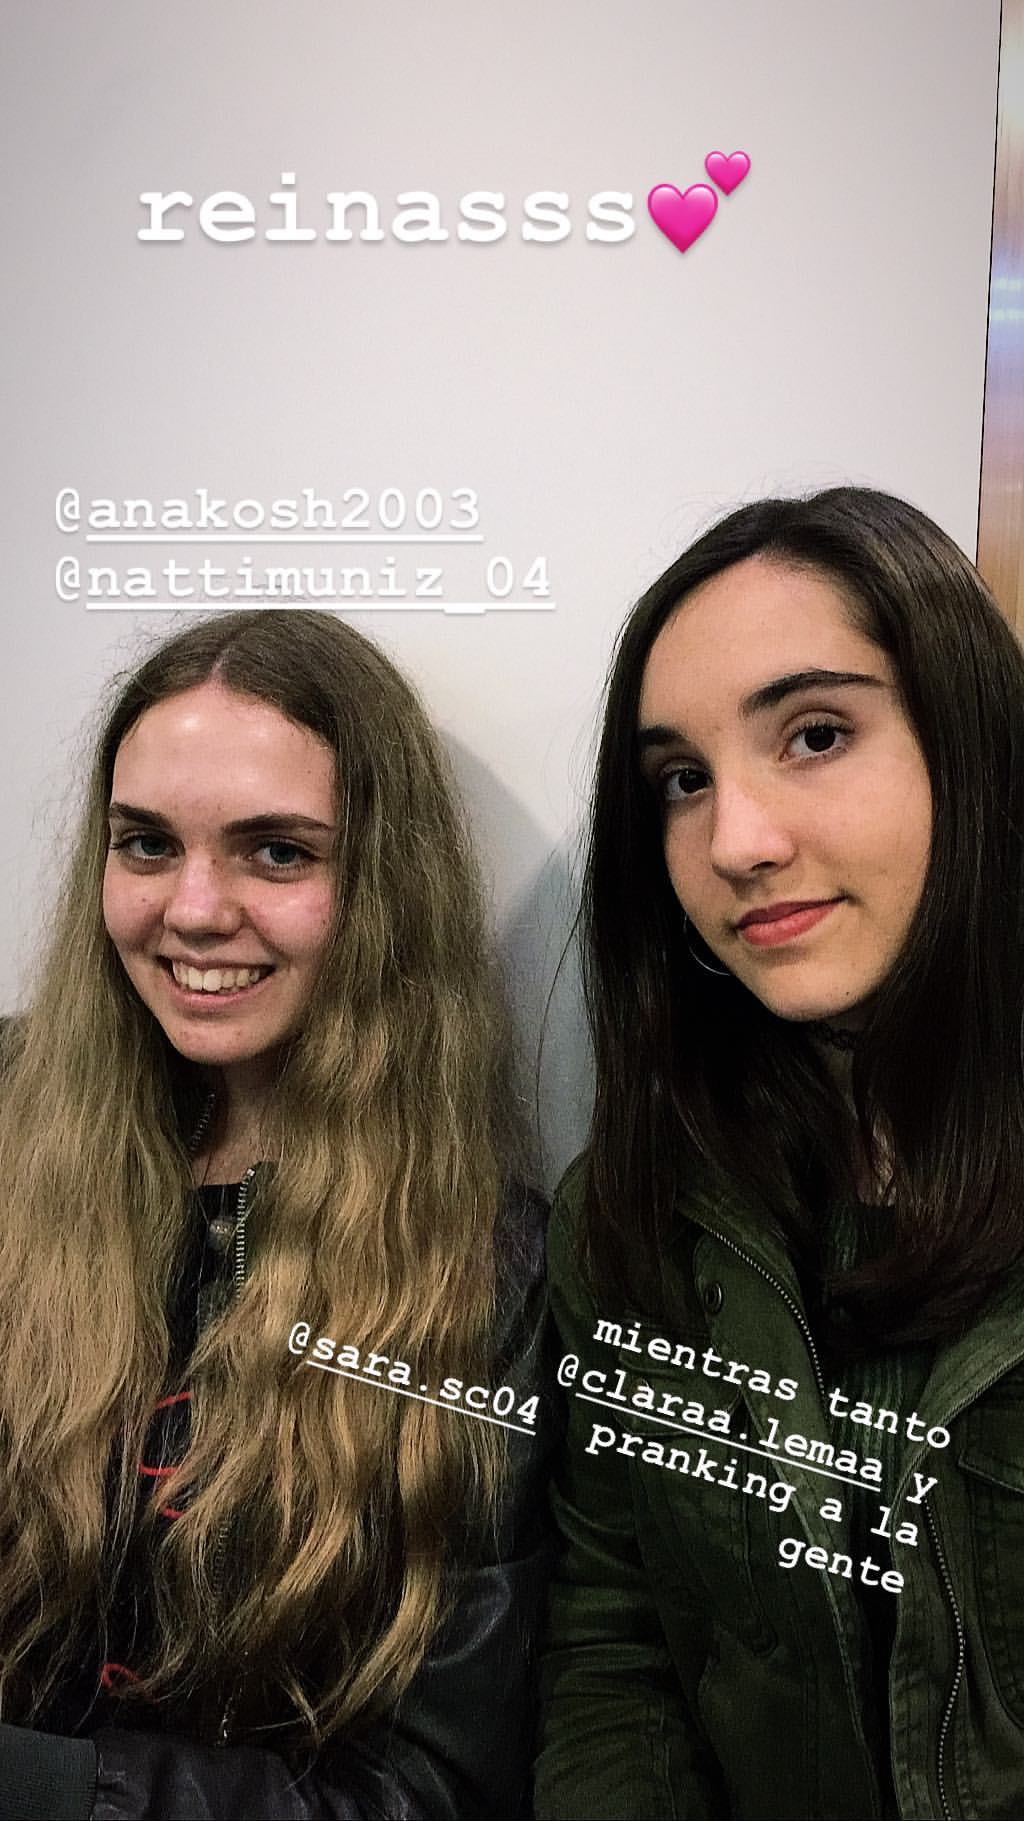 reinasss💕
@anakosh2003
@nattimuniz_04
@sara.sc04
mientras tanto
@claraa.lemaa y
pranking a la
gente